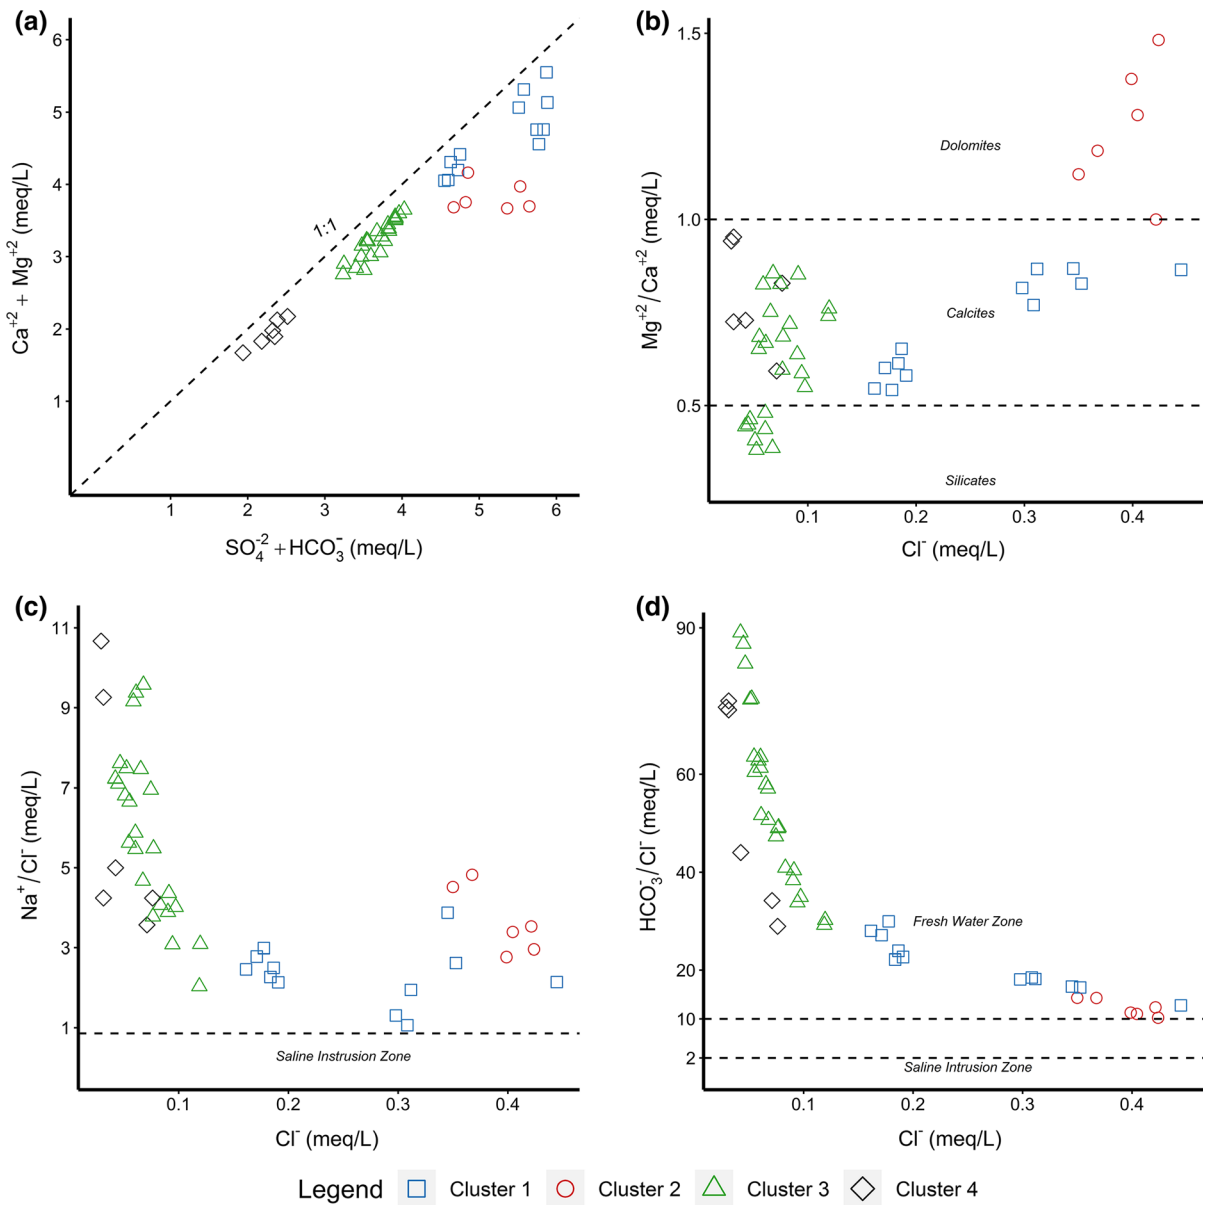 (a)
6
5
4
3
2
1
1:1
Ca⁺² + Mg⁺² (meq/L)
1 2 3 4 5 6
SO₄⁻² + HCO₃⁻ (meq/L)
(b)
1.5
1.0
0.5
Mg⁺²/Ca⁺² (meq/L)
Dolomites
Calcites
Silicates
0.1 0.2 0.3 0.4
Cl⁻ (meq/L)
(c)
11
9
7
5
3
1
Na⁺/Cl⁻ (meq/L)
Saline Instrusion Zone
0.1 0.2 0.3 0.4
Cl⁻ (meq/L)
(d)
90
60
40
20
10
2
HCO₃⁻/Cl⁻ (meq/L)
Fresh Water Zone
Saline Intrusion Zone
0.1 0.2 0.3 0.4
Cl⁻ (meq/L)
Legend Cluster 1 Cluster 2 Cluster 3 Cluster 4